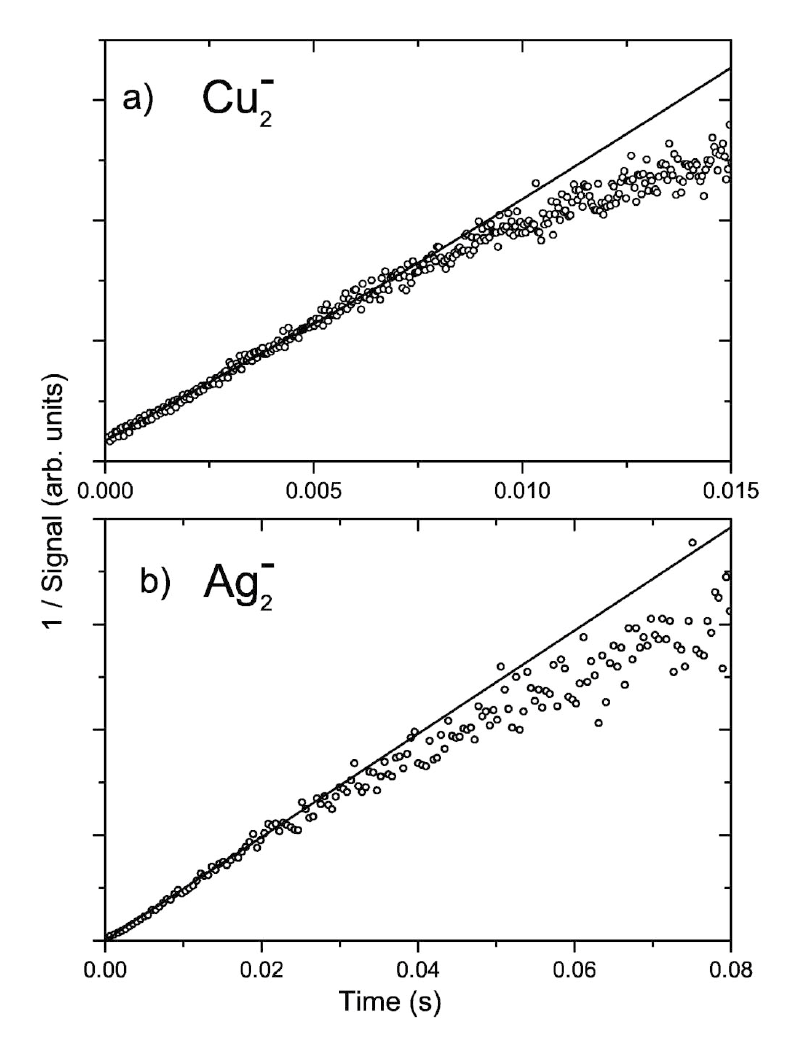 a) Cu₂⁻
0.000 0.005 0.010 0.015
1 / Signal (arb. units)
b) Ag₂⁻
0.00 0.02 0.04 0.06 0.08
Time (s)